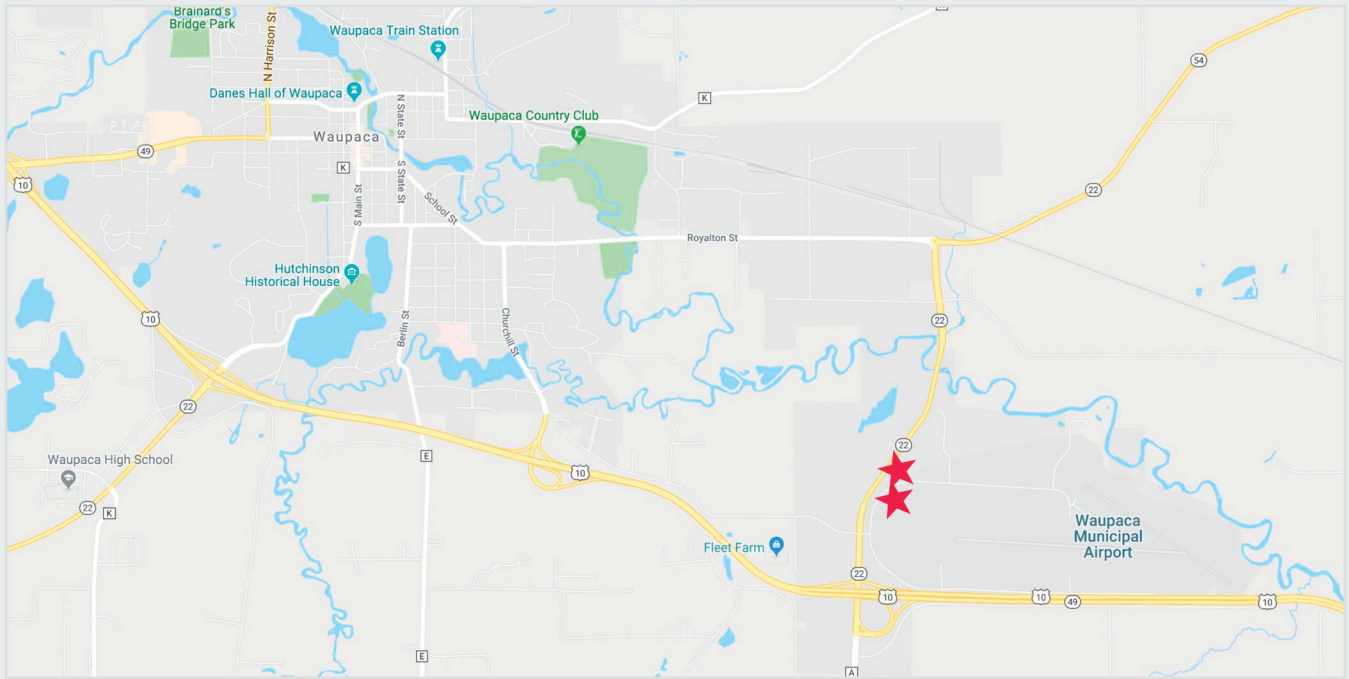 Brainard's
Bridge Park
N Harrison St
Waupaca Train Station
K
54
Danes Hall of Waupaca
N State St
K
Waupaca Country Club
Waupaca
49
K
10
S State St
S Main St
School St
22
Royalton St
Hutchinson
Historical House
10
Berlin St
Churchill St
22
22
22
Waupaca High School
E
10
22
K
Waupaca
Municipal
Airport
Fleet Farm
22
10
10
49
10
E
A